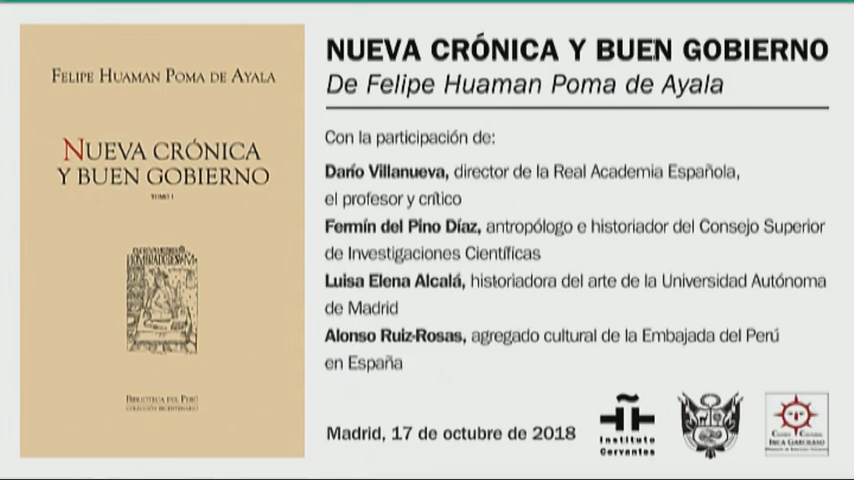 FELIPE HUAMAN POMA DE AYALA
NUEVA CRÓNICA
Y BUEN GOBIERNO
TOMO I
BIBLIOTECA DEL PERÚ
COLECCIÓN BICENTENARIO
NUEVA CRÓNICA Y BUEN GOBIERNO
De Felipe Huaman Poma de Ayala
Con la participación de:
Darío Villanueva, director de la Real Academia Española,
el profesor y crítico
Fermín del Pino Díaz, antropólogo e historiador del Consejo Superior
de Investigaciones Científicas
Luisa Elena Alcalá, historiadora del arte de la Universidad Autónoma
de Madrid
Alonso Ruiz-Rosas, agregado cultural de la Embajada del Perú
en España
Madrid, 17 de octubre de 2018
Instituto
Cervantes
Centro Cultural
INCA GARCILASO